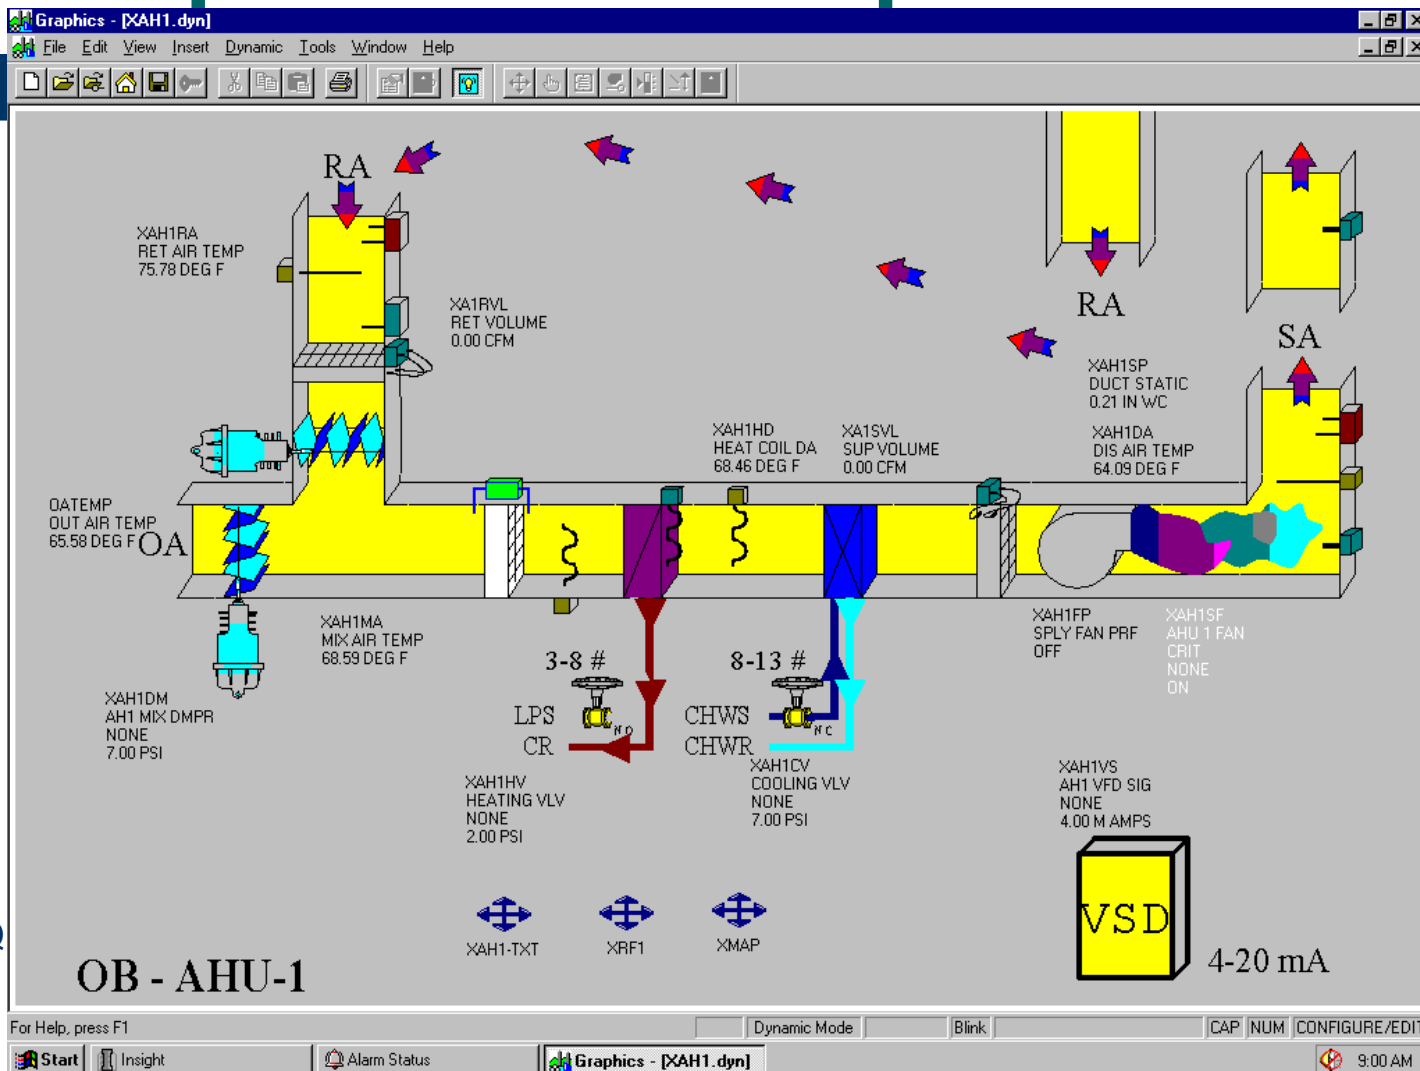 Graphics - [XAH1.dyn]
File Edit View Insert Dynamic Tools Window Help
RA
XAH1RA
RET AIR TEMP
75.78 DEG F
XA1RVL
RET VOLUME
0.00 CFM
RA
SA
XAH1SP
DUCT STATIC
0.21 IN WC
XAH1HD
HEAT COIL DA
68.46 DEG F
XA1SVL
SUP VOLUME
0.00 CFM
XAH1DA
DIS AIR TEMP
64.09 DEG F
OATEMP
OUT AIR TEMP
65.58 DEG F
OA
XAH1MA
MIX AIR TEMP
68.59 DEG F
XAH1FP
SPLY FAN PRF
OFF
XAH1SF
AHU 1 FAN
CRIT
NONE
ON
XAH1DM
AH1 MIX DMPR
NONE
7.00 PSI
3-8 #
LPS
NO
CR
8-13 #
CHWS
NC
CHWR
XAH1HV
HEATING VLV
NONE
2.00 PSI
XAH1CV
COOLING VLV
NONE
7.00 PSI
XAH1VS
AH1 VFD SIG
NONE
4.00 M AMPS
VSD
4-20 mA
XAH1-TXT
XRF1
XMAP
OB - AHU-1
For Help, press F1
Dynamic Mode
Blink
CAP NUM CONFIGURE/EDIT
Start
Insight
Alarm Status
Graphics - [XAH1.dyn]
9:00 AM